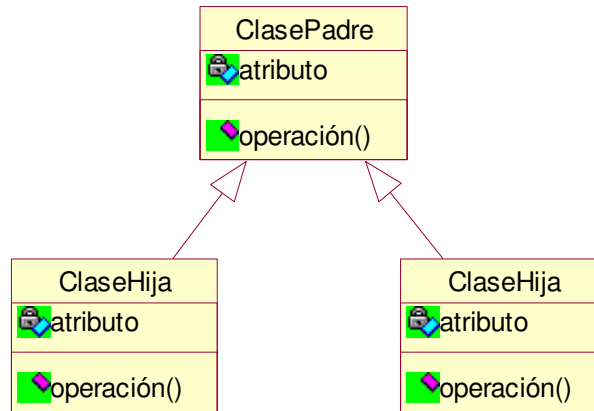 ClasePadre
atributo
operación()
ClaseHija
atributo
operación()
ClaseHija
atributo
operación()